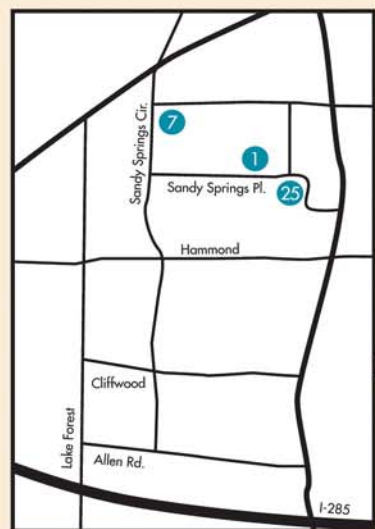 Sandy Springs Cir.
7
1
Sandy Springs Pl.
25
Hammond
Cliffwood
Lake Forest
Allen Rd.
I-285